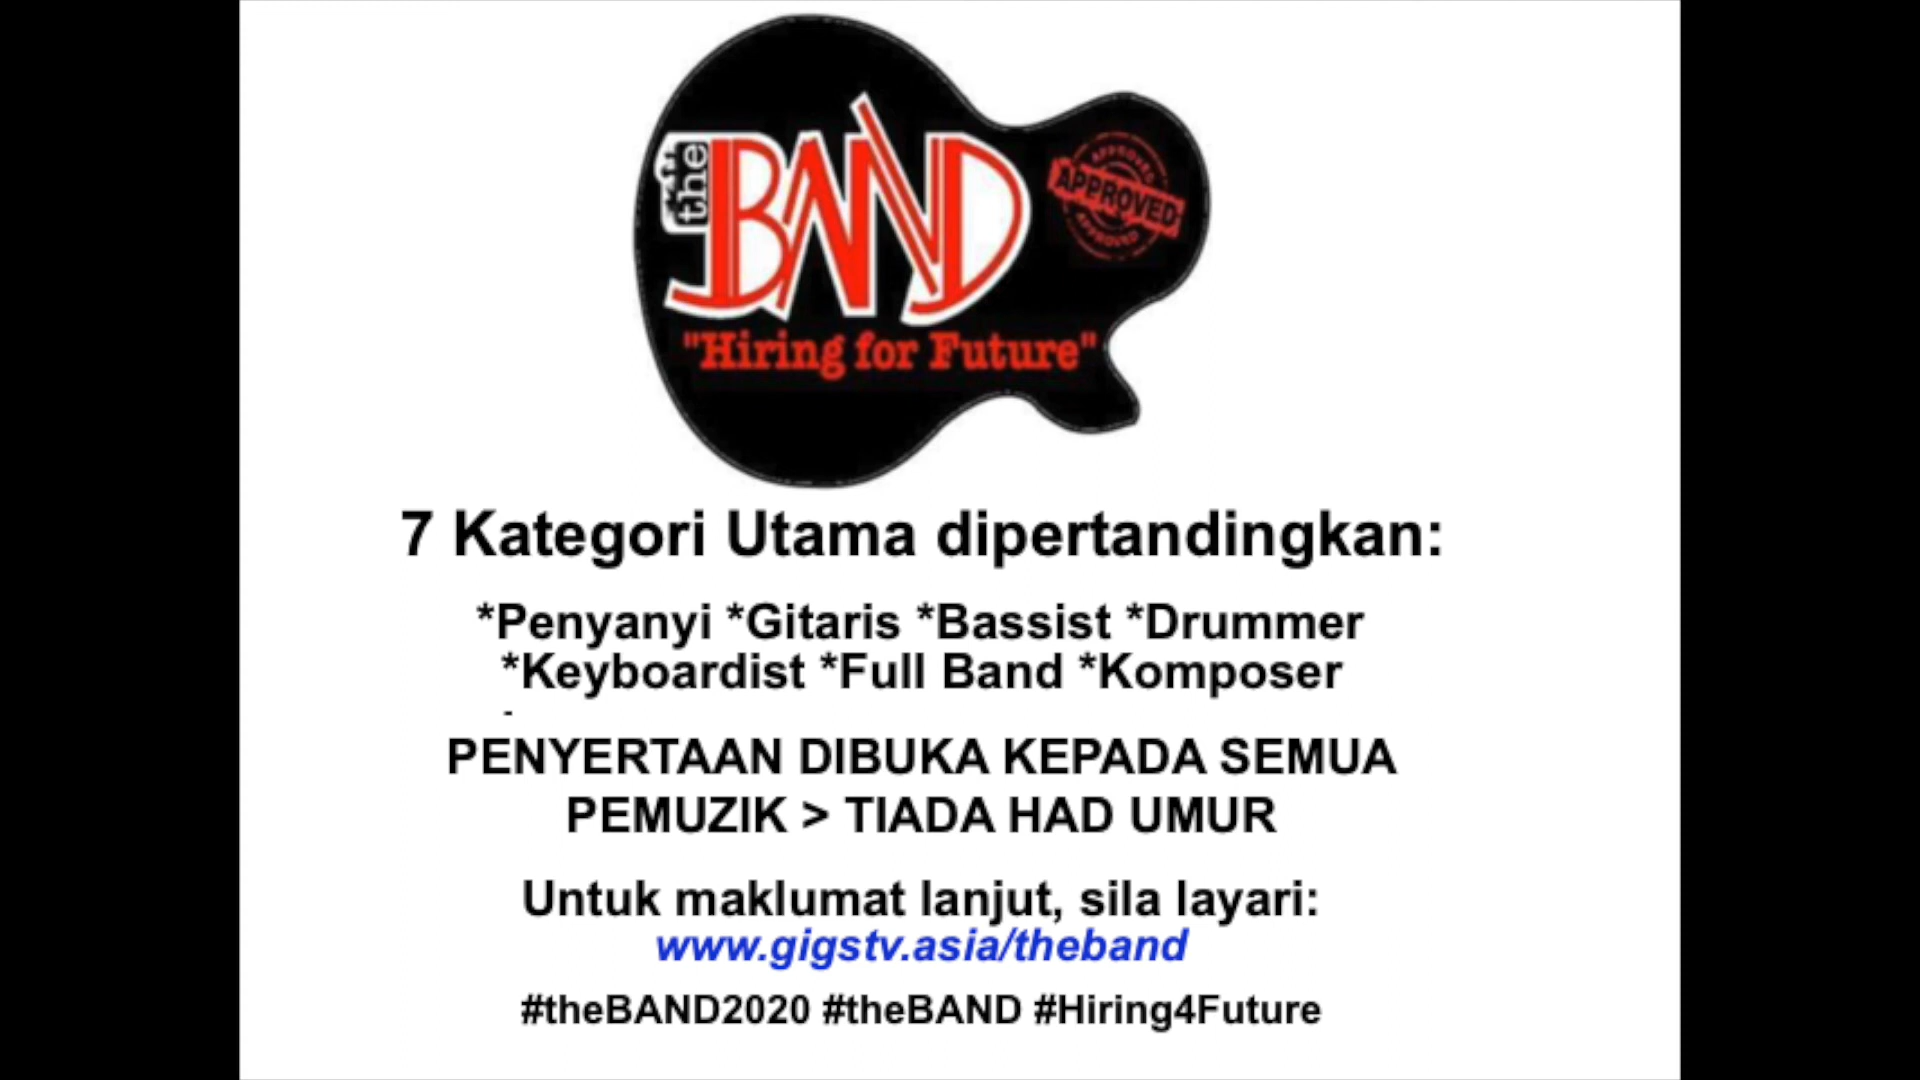 the
BAND
APPROVED
APPROVED
APPROVED
"Hiring for Future"
7 Kategori Utama dipertandingkan:
*Penyanyi *Gitaris *Bassist *Drummer
*Keyboardist *Full Band *Komposer
-
PENYERTAAN DIBUKA KEPADA SEMUA
PEMUZIK > TIADA HAD UMUR
Untuk maklumat lanjut, sila layari:
www.gigstv.asia/theband
#theBAND2020 #theBAND #Hiring4Future